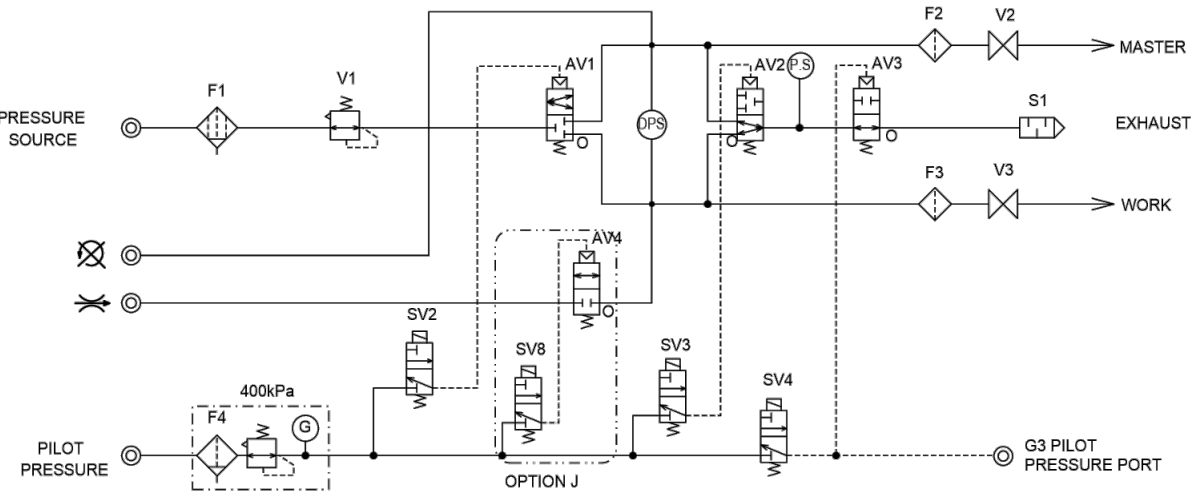 F2
V2
MASTER
AV1
AV2
P.S
AV3
F1
V1
PRESSURE
SOURCE
DPS
S1
EXHAUST
O
O
O
F3
V3
WORK
AV4
O
SV2
SV8
SV3
SV4
400kPa
F4
G
PILOT
PRESSURE
G3 PILOT
PRESSURE PORT
OPTION J